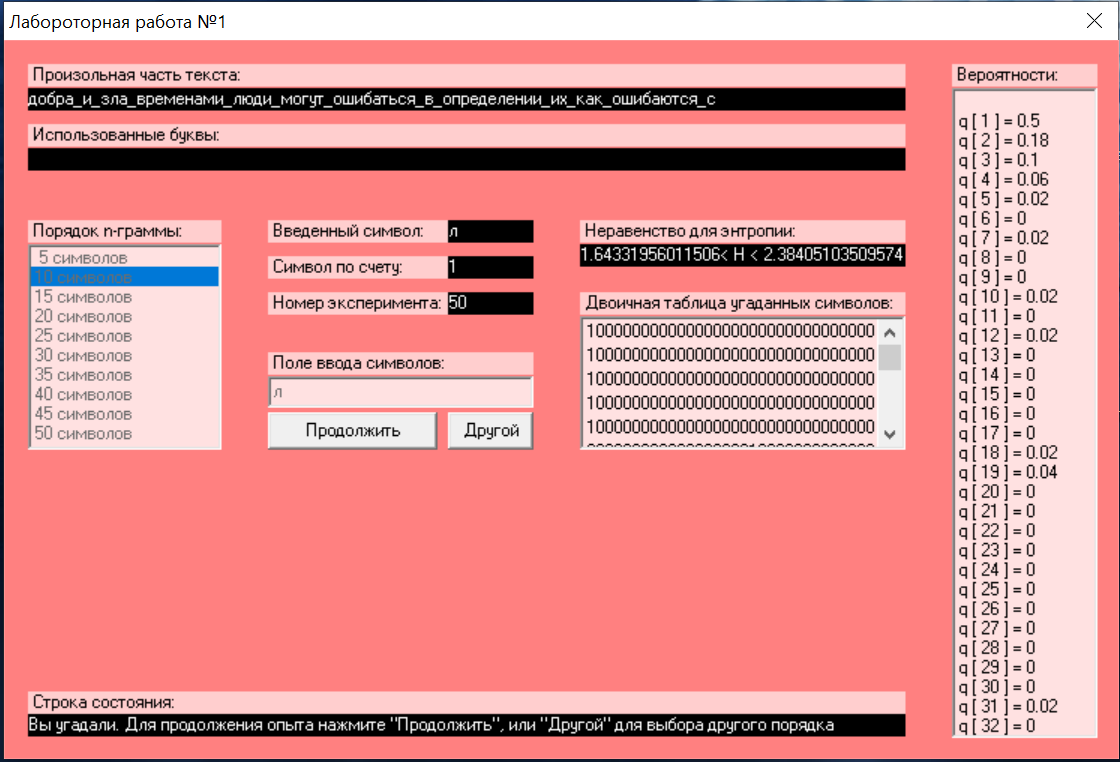 Лабороторная работа №1
Произольная часть текста:
добра_и_зла_временами_люди_могут_ошибаться_в_определении_их_как_ошибаются_с
Использованные буквы:
Порядок n-граммы:
5 символов
10 символов
15 символов
20 символов
25 символов
30 символов
35 символов
40 символов
45 символов
50 символов
Введенный символ: л
Символ по счету: 1
Номер эксперимента: 50
Поле ввода символов:
л
Продолжить
Другой
Неравенство для энтропии:
1.64331956011506< H < 2.38405103509574
Двоичная таблица угаданных символов:
10000000000000000000000000000000
10000000000000000000000000000000
10000000000000000000000000000000
10000000000000000000000000000000
10000000000000000000000000000000
Вероятности:
q [ 1 ] = 0.5
q [ 2 ] = 0.18
q [ 3 ] = 0.1
q [ 4 ] = 0.06
q [ 5 ] = 0.02
q [ 6 ] = 0
q [ 7 ] = 0.02
q [ 8 ] = 0
q [ 9 ] = 0
q [ 10 ] = 0.02
q [ 11 ] = 0
q [ 12 ] = 0.02
q [ 13 ] = 0
q [ 14 ] = 0
q [ 15 ] = 0
q [ 16 ] = 0
q [ 17 ] = 0
q [ 18 ] = 0.02
q [ 19 ] = 0.04
q [ 20 ] = 0
q [ 21 ] = 0
q [ 22 ] = 0
q [ 23 ] = 0
q [ 24 ] = 0
q [ 25 ] = 0
q [ 26 ] = 0
q [ 27 ] = 0
q [ 28 ] = 0
q [ 29 ] = 0
q [ 30 ] = 0
q [ 31 ] = 0.02
q [ 32 ] = 0
Строка состояния:
Вы угадали. Для продолжения опыта нажмите "Продолжить", или "Другой" для выбора другого порядка